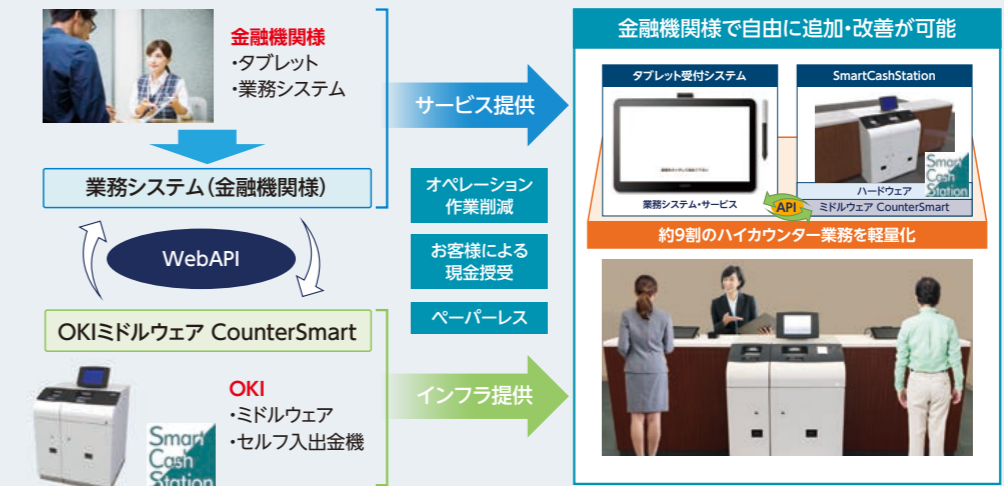 金融機関様
・タブレット
・業務システム
業務システム(金融機関様)
WebAPI
OKIミドルウェア CounterSmart
OKI
・ミドルウェア
・セルフ入出金機
Smart
Cash
Station
サービス提供
オペレーション
作業削減
お客様による
現金授受
ペーパーレス
インフラ提供
金融機関様で自由に追加・改善が可能
タブレット受付システム
業務システム・サービス
API
SmartCashStation
Smart
Cash
Station
ハードウェア
ミドルウェア CounterSmart
約9割のハイカウンター業務を軽量化